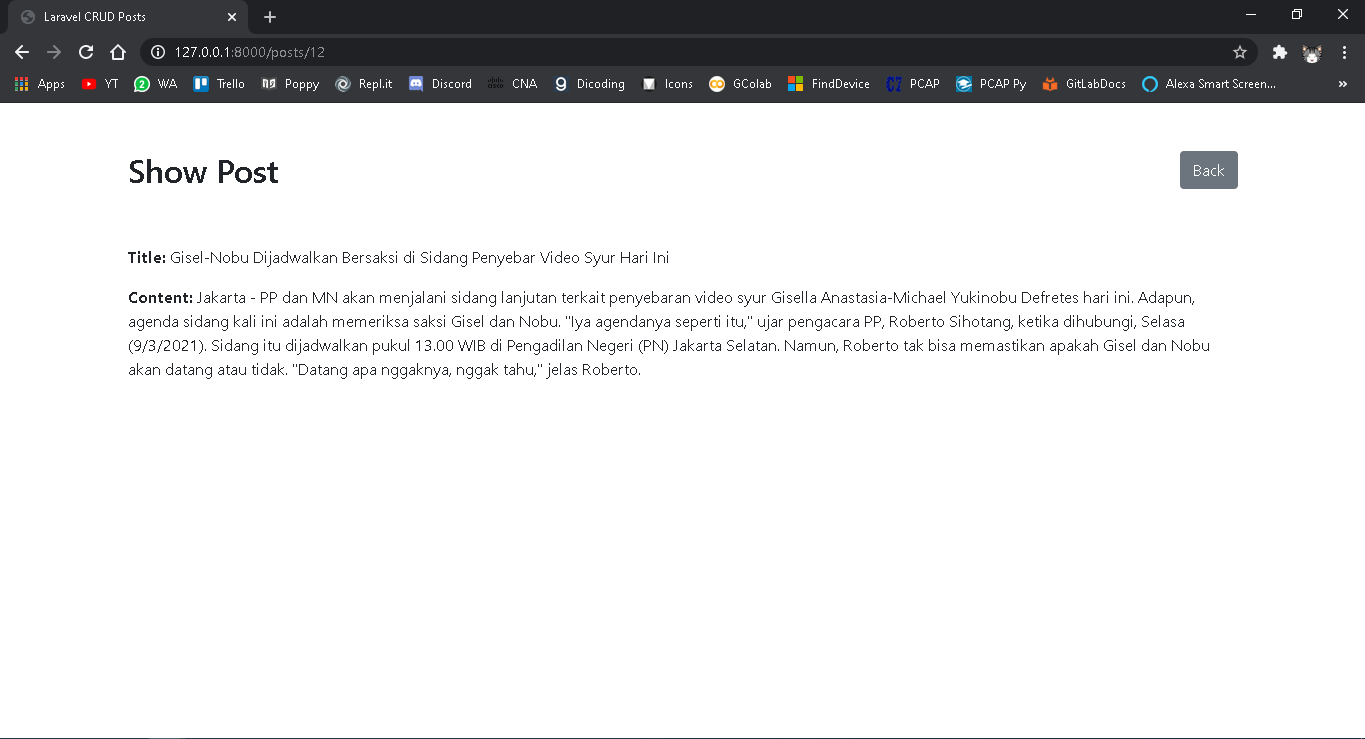 Laravel CRUD Posts
127.0.0.1:8000/posts/12
Apps YT 2 WA Trello Poppy Repl.it Discord CNA Dicoding Icons GColab FindDevice PCAP PCAP Py GitLabDocs Alexa Smart Screen... »
Show Post
Back
Title: Gisel-Nobu Dijadwalkan Bersaksi di Sidang Penyebar Video Syur Hari Ini
Content: Jakarta - PP dan MN akan menjalani sidang lanjutan terkait penyebaran video syur Gisella Anastasia-Michael Yukinobu Defretes hari ini. Adapun,
agenda sidang kali ini adalah memeriksa saksi Gisel dan Nobu. "Iya agendanya seperti itu," ujar pengacara PP, Roberto Sihotang, ketika dihubungi, Selasa
(9/3/2021). Sidang itu dijadwalkan pukul 13.00 WIB di Pengadilan Negeri (PN) Jakarta Selatan. Namun, Roberto tak bisa memastikan apakah Gisel dan Nobu
akan datang atau tidak. "Datang apa nggaknya, nggak tahu," jelas Roberto.